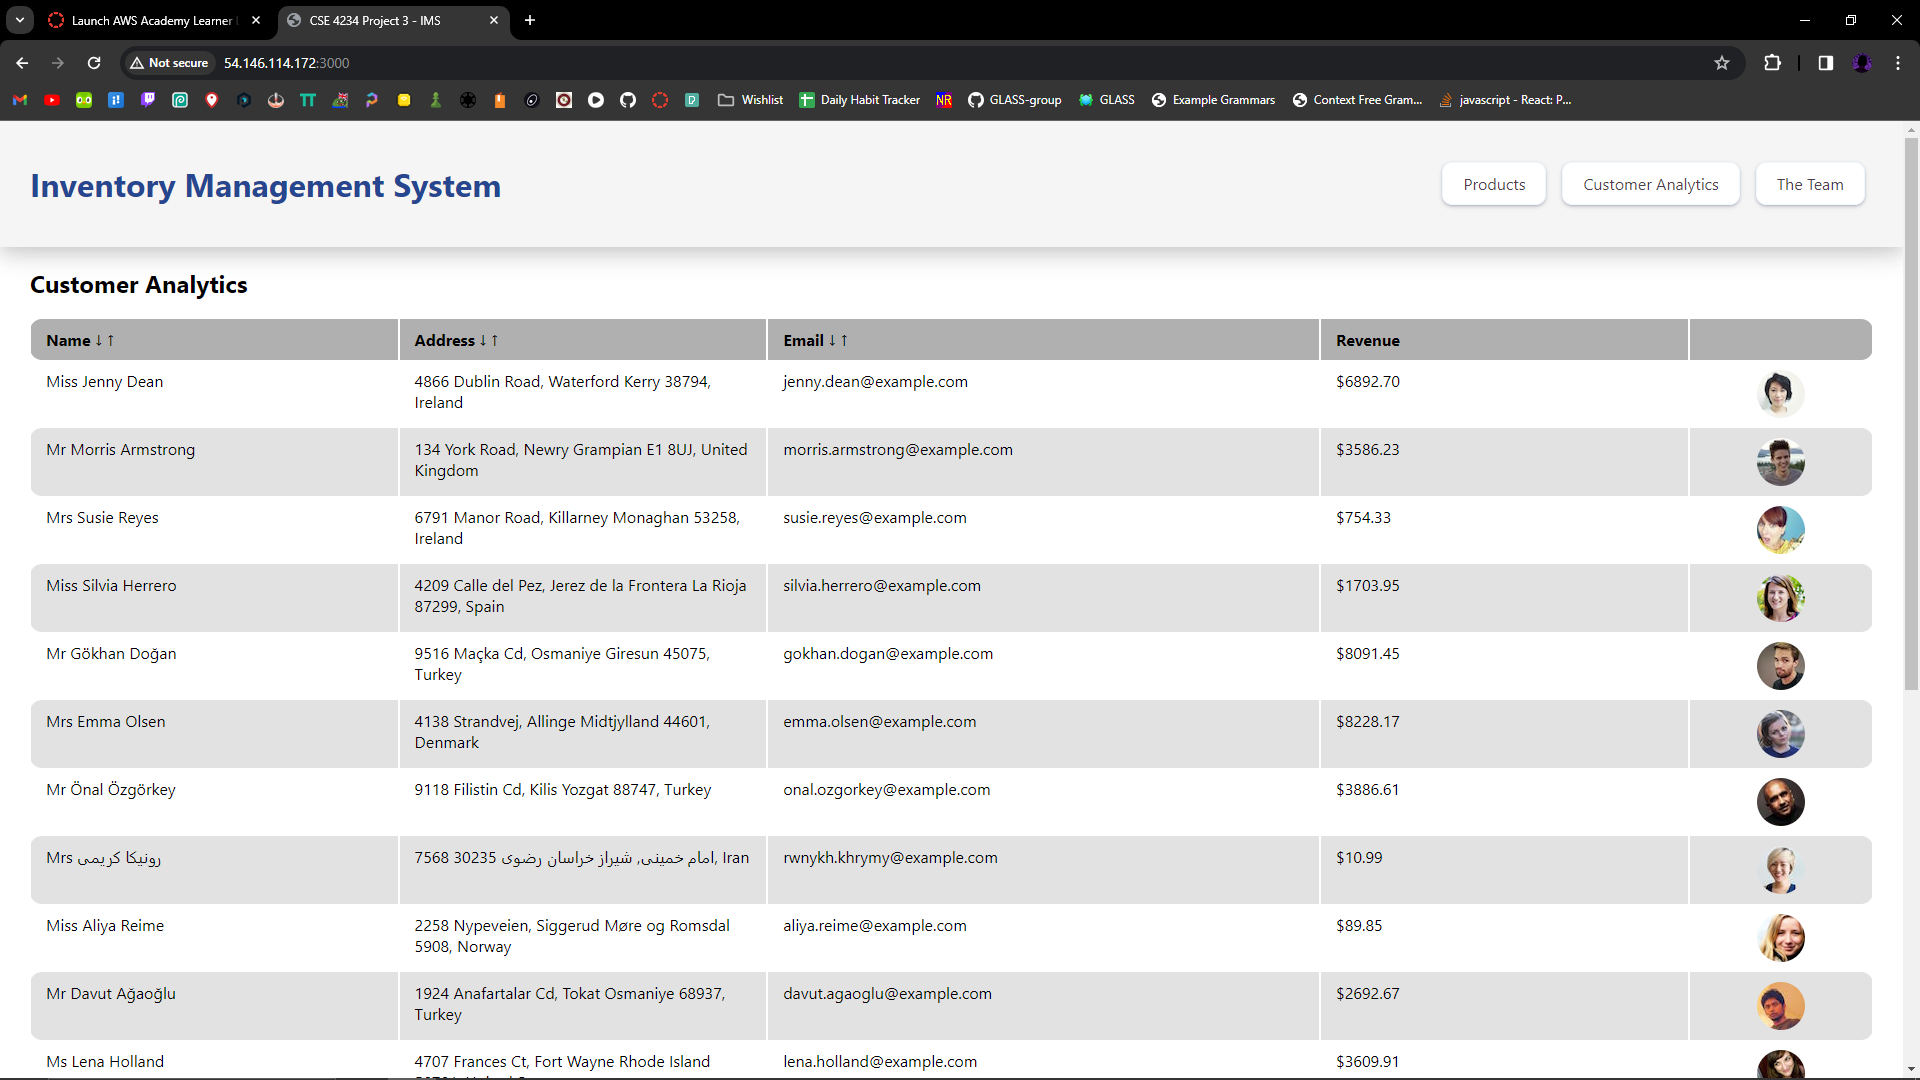 Launch AWS Academy Learner
CSE 4234 Project 3 - IMS
Not secure
54.146.114.172:3000
Wishlist
Daily Habit Tracker
NR
GLASS-group
GLASS
Example Grammars
Context Free Gram...
javascript - React: P...
Inventory Management System
Products
Customer Analytics
The Team
Customer Analytics
Name ↓↑ Address ↓↑ Email ↓↑ Revenue
Miss Jenny Dean
4866 Dublin Road, Waterford Kerry 38794,
Ireland
jenny.dean@example.com
$6892.70
Mr Morris Armstrong
134 York Road, Newry Grampian E1 8UJ, United
Kingdom
morris.armstrong@example.com
$3586.23
Mrs Susie Reyes
6791 Manor Road, Killarney Monaghan 53258,
Ireland
susie.reyes@example.com
$754.33
Miss Silvia Herrero
4209 Calle del Pez, Jerez de la Frontera La Rioja
87299, Spain
silvia.herrero@example.com
$1703.95
Mr Gökhan Doğan
9516 Maçka Cd, Osmaniye Giresun 45075,
Turkey
gokhan.dogan@example.com
$8091.45
Mrs Emma Olsen
4138 Strandvej, Allinge Midtjylland 44601,
Denmark
emma.olsen@example.com
$8228.17
Mr Önal Özgörkey
9118 Filistin Cd, Kilis Yozgat 88747, Turkey
onal.ozgorkey@example.com
$3886.61
Mrs رونیکا کریمی
7568 امام خمینی, شیراز خراسان رضوی 30235, Iran
rwnykh.khrymy@example.com
$10.99
Miss Aliya Reime
2258 Nypeveien, Siggerud Møre og Romsdal
5908, Norway
aliya.reime@example.com
$89.85
Mr Davut Ağaoğlu
1924 Anafartalar Cd, Tokat Osmaniye 68937,
Turkey
davut.agaoglu@example.com
$2692.67
Ms Lena Holland
4707 Frances Ct, Fort Wayne Rhode Island
lena.holland@example.com
$3609.91